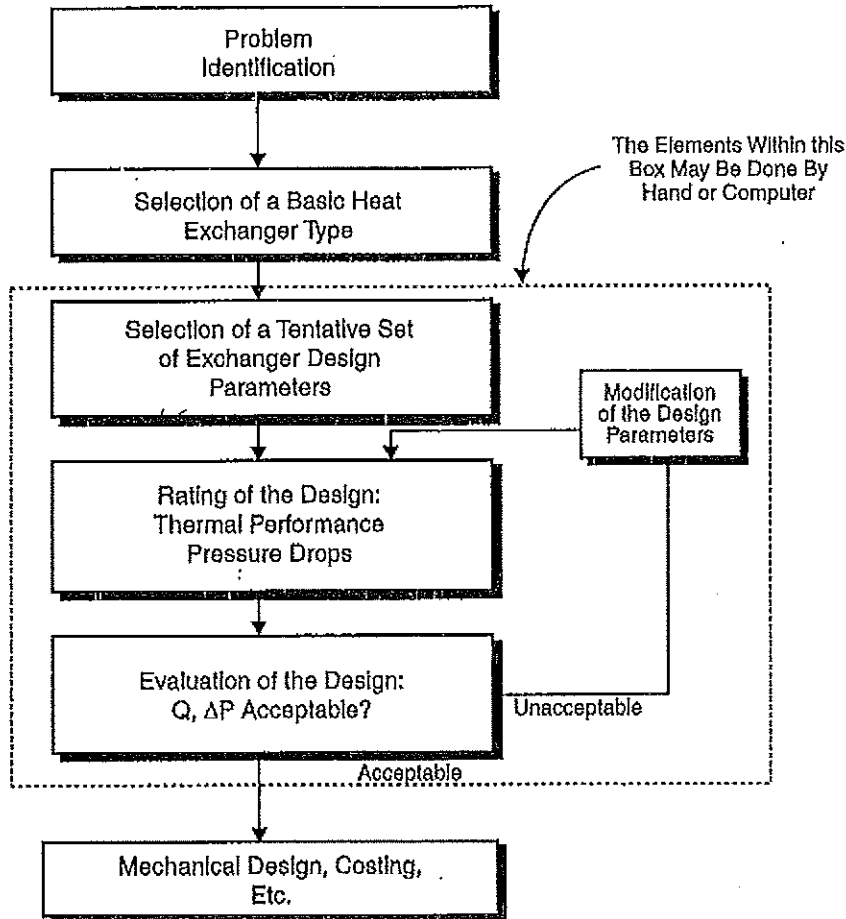 Problem
Identification
The Elements Within this
Box May Be Done By
Hand or Computer
Selection of a Basic Heat
Exchanger Type
Selection of a Tentative Set
of Exchanger Design
Parameters
Modification
of the Design
Parameters
Rating of the Design:
Thermal Performance
Pressure Drops
Evaluation of the Design:
Q, ΔP Acceptable?
Unacceptable
Acceptable
Mechanical Design, Costing,
Etc.